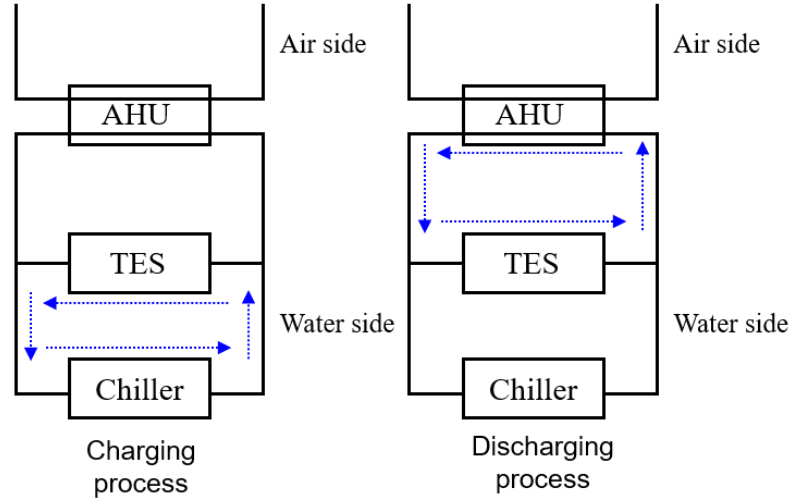 Air side
AHU
TES
Water side
Chiller
Charging
process
Air side
AHU
TES
Water side
Chiller
Discharging
process